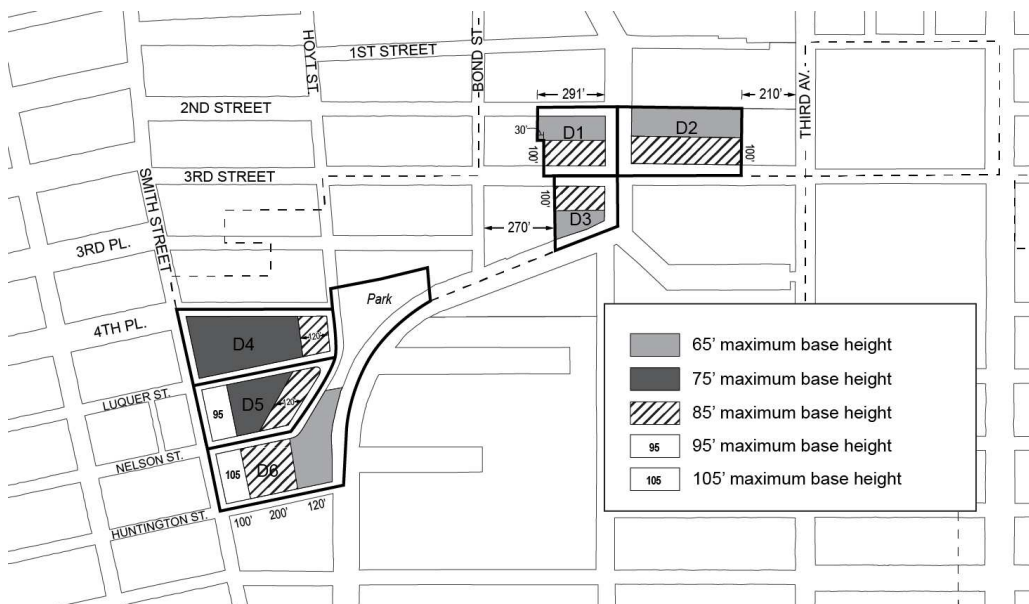 HOYT ST.
1ST STREET
BOND ST.
THIRD AV.
291'
210'
2ND STREET
30'
D1
D2
100'
100'
3RD STREET
SMITH STREET
100'
D3
270'
3RD PL.
Park
4TH PL.
D4
120'
LUQUER ST.
95
D5
120'
NELSON ST.
105
D6
HUNTINGTON ST.
100'
200'
120'
65' maximum base height
75' maximum base height
85' maximum base height
95
95' maximum base height
105
105' maximum base height